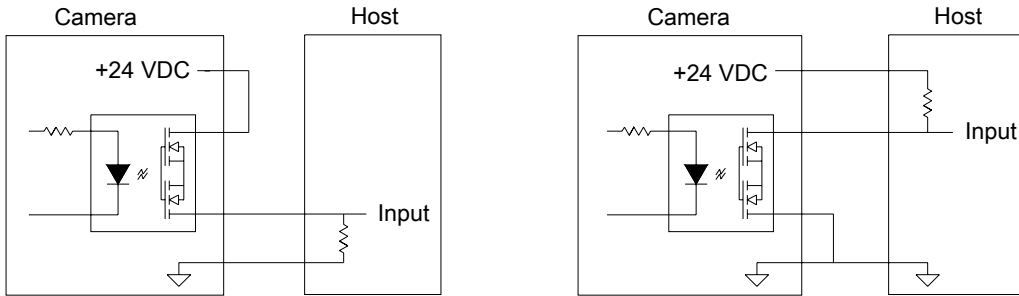 Camera
Host
+24 VDC
Input
Camera
Host
+24 VDC
Input